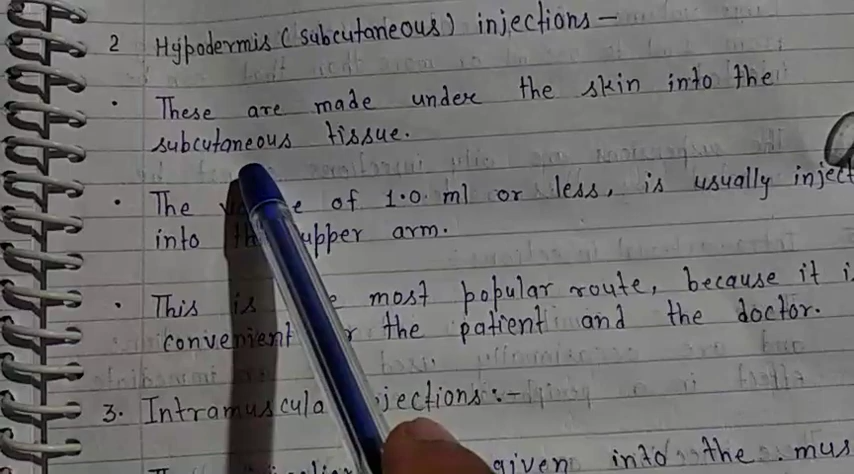 2 Hypodermis (subcutaneous) injections -
· These are made under the skin into the
subcutaneous tissue.
· The of 1.0 ml or less, is usually inject
into upper arm.
· This is most popular route, because it i
convenient the patient and the doctor.
3. Intramuscula jections :-
given into the mus